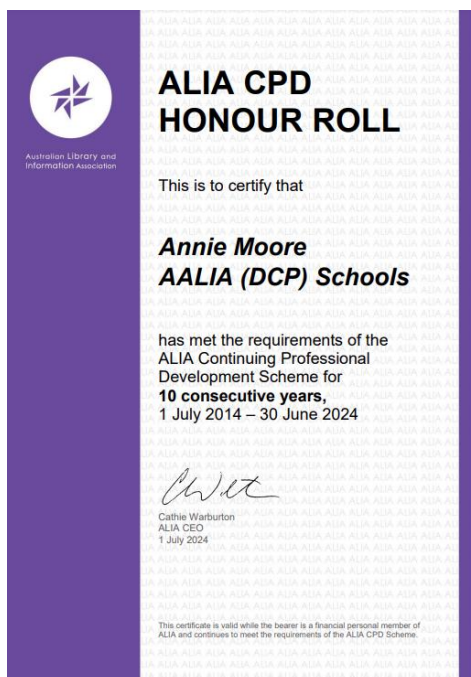 Australian Library and
Information Association
ALIA CPD
HONOUR ROLL
This is to certify that
Annie Moore
AALIA (DCP) Schools
has met the requirements of the
ALIA Continuing Professional
Development Scheme for
10 consecutive years,
1 July 2014 – 30 June 2024
Cathie Warburton
ALIA CEO
1 July 2024
This certificate is valid while the bearer is a financial personal member of
ALIA and continues to meet the requirements of the ALIA CPD Scheme.